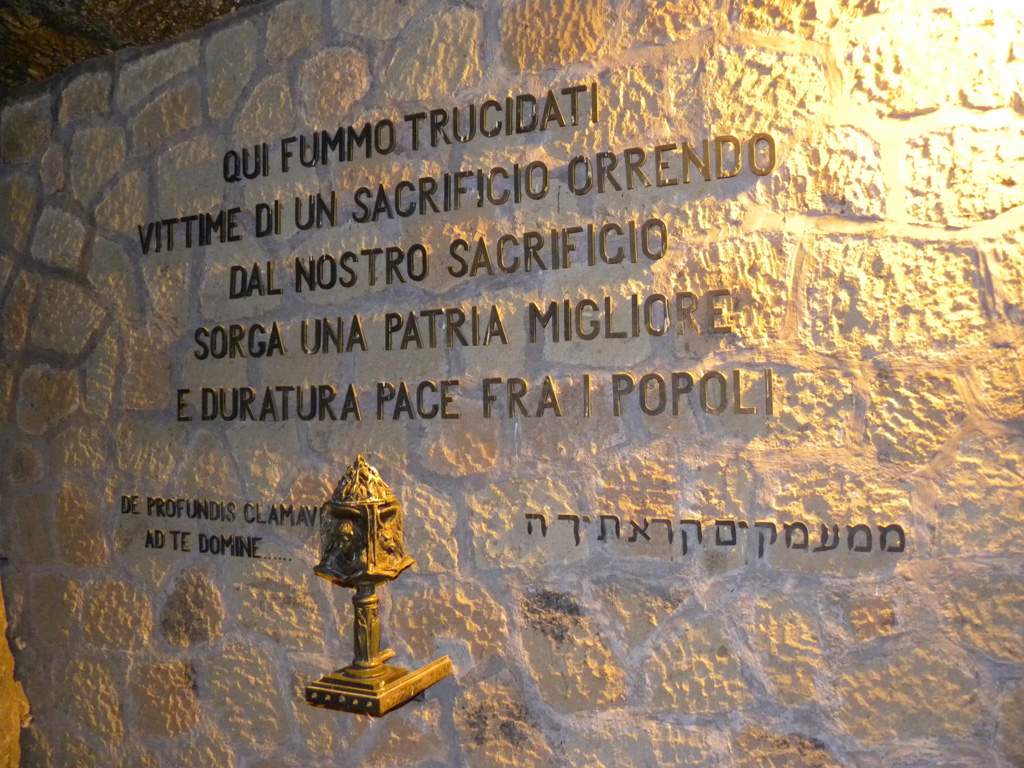 QUI FUMMO TRUCIDATI
VITTIME DI UN SACRIFICIO ORRENDO
DAL NOSTRO SACRIFICIO
SORGA UNA PATRIA MIGLIORE
E DURATURA PACE FRA I POPOLI
DE PROFUNDIS CLAMAVI
AD TE DOMINE......
ממעמקים קראתיך ה